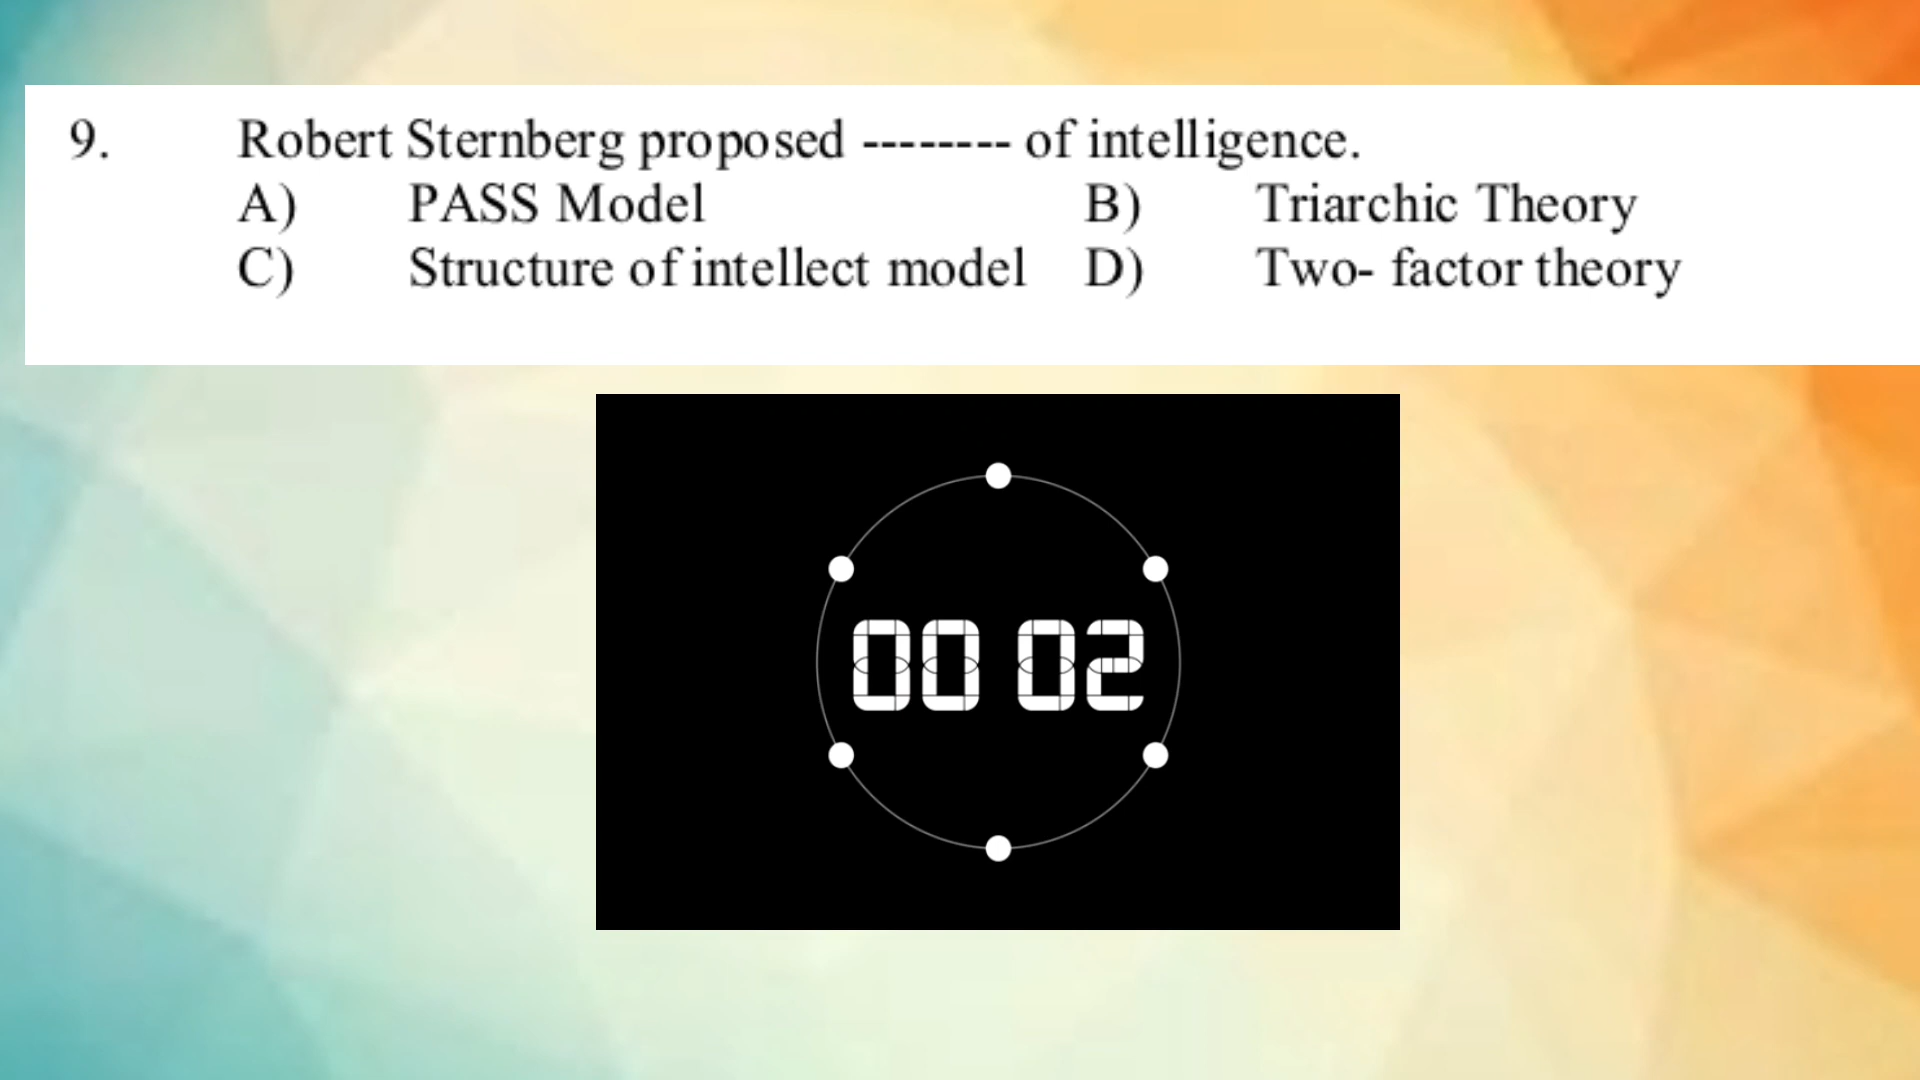 9. Robert Sternberg proposed -------- of intelligence.
A) PASS Model B) Triarchic Theory
C) Structure of intellect model D) Two- factor theory
00 02